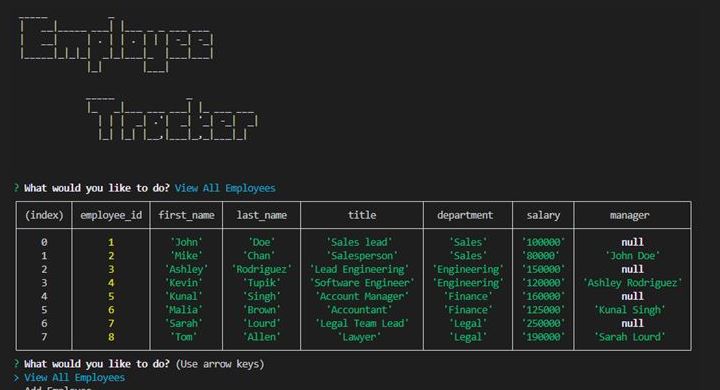 Employee
Tracker
? What would you like to do? View All Employees
(index) employee_id first_name last_name title department salary manager
0 1 'John' 'Doe' 'Sales lead' 'Sales' '100000' null
1 2 'Mike' 'Chan' 'Salesperson' 'Sales' '80000' 'John Doe'
2 3 'Ashley' 'Rodriguez' 'Lead Engineering' 'Engineering' '150000' null
3 4 'Kevin' 'Tupik' 'Software Engineer' 'Engineering' '120000' 'Ashley Rodriguez'
4 5 'Kunal' 'Singh' 'Account Manager' 'Finance' '160000' null
5 6 'Malia' 'Brown' 'Accountant' 'Finance' '125000' 'Kunal Singh'
6 7 'Sarah' 'Lourd' 'Legal Team Lead' 'Legal' '250000' null
7 8 'Tom' 'Allen' 'Lawyer' 'Legal' '190000' 'Sarah Lourd'
? What would you like to do? (Use arrow keys)
> View All Employees
Add Employee